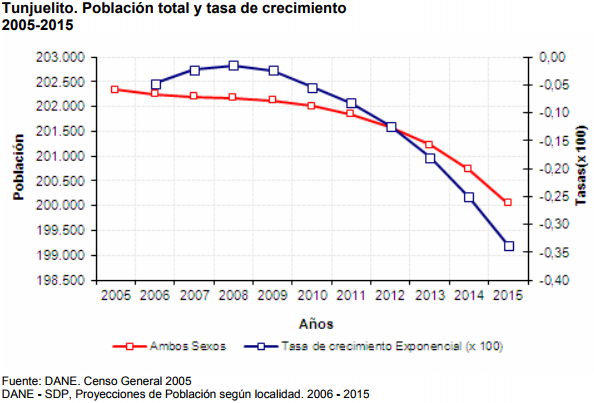 Tunjuelito. Población total y tasa de crecimiento
2005-2015
203.000
202.500
202.000
201.500
201.000
200.500
200.000
199.500
199.000
198.500
Población
0,00
-0,05
-0,10
-0,15
-0,20
-0,25
-0,30
-0,35
-0,40
Tasas(x 100)
2005 2006 2007 2008 2009 2010 2011 2012 2013 2014 2015
Años
Ambos Sexos Tasa de crecimiento Exponencial (x 100)
Fuente: DANE. Censo General 2005
DANE - SDP, Proyecciones de Población según localidad. 2006 - 2015